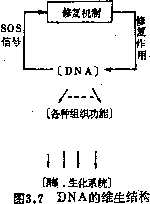 修复机制
SOS
信号
修复作用
〔DNA〕
〔各种组织功能〕
生化系统〕
图3.7 DNA的维生结构